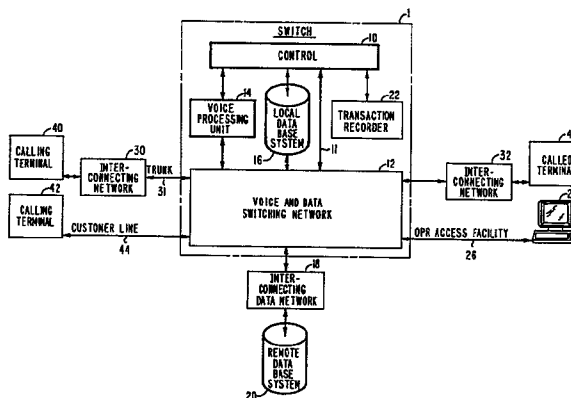 1
SWITCH
10
CONTROL
14
VOICE
PROCESSING
UNIT
LOCAL
DATA
BASE
SYSTEM
16
11
22
TRANSACTION
RECORDER
40
CALLING
TERMINAL
30
INTER-
CONNECTING
NETWORK
TRUNK
31
42
CALLING
TERMINAL
CUSTOMER LINE
44
12
VOICE AND DATA
SWITCHING NETWORK
32
INTER-
CONNECTING
NETWORK
CALLED
TERMINAL
OPR ACCESS FACILITY
26
18
INTER-
CONNECTING
DATA NETWORK
REMOTE
DATA
BASE
SYSTEM
20